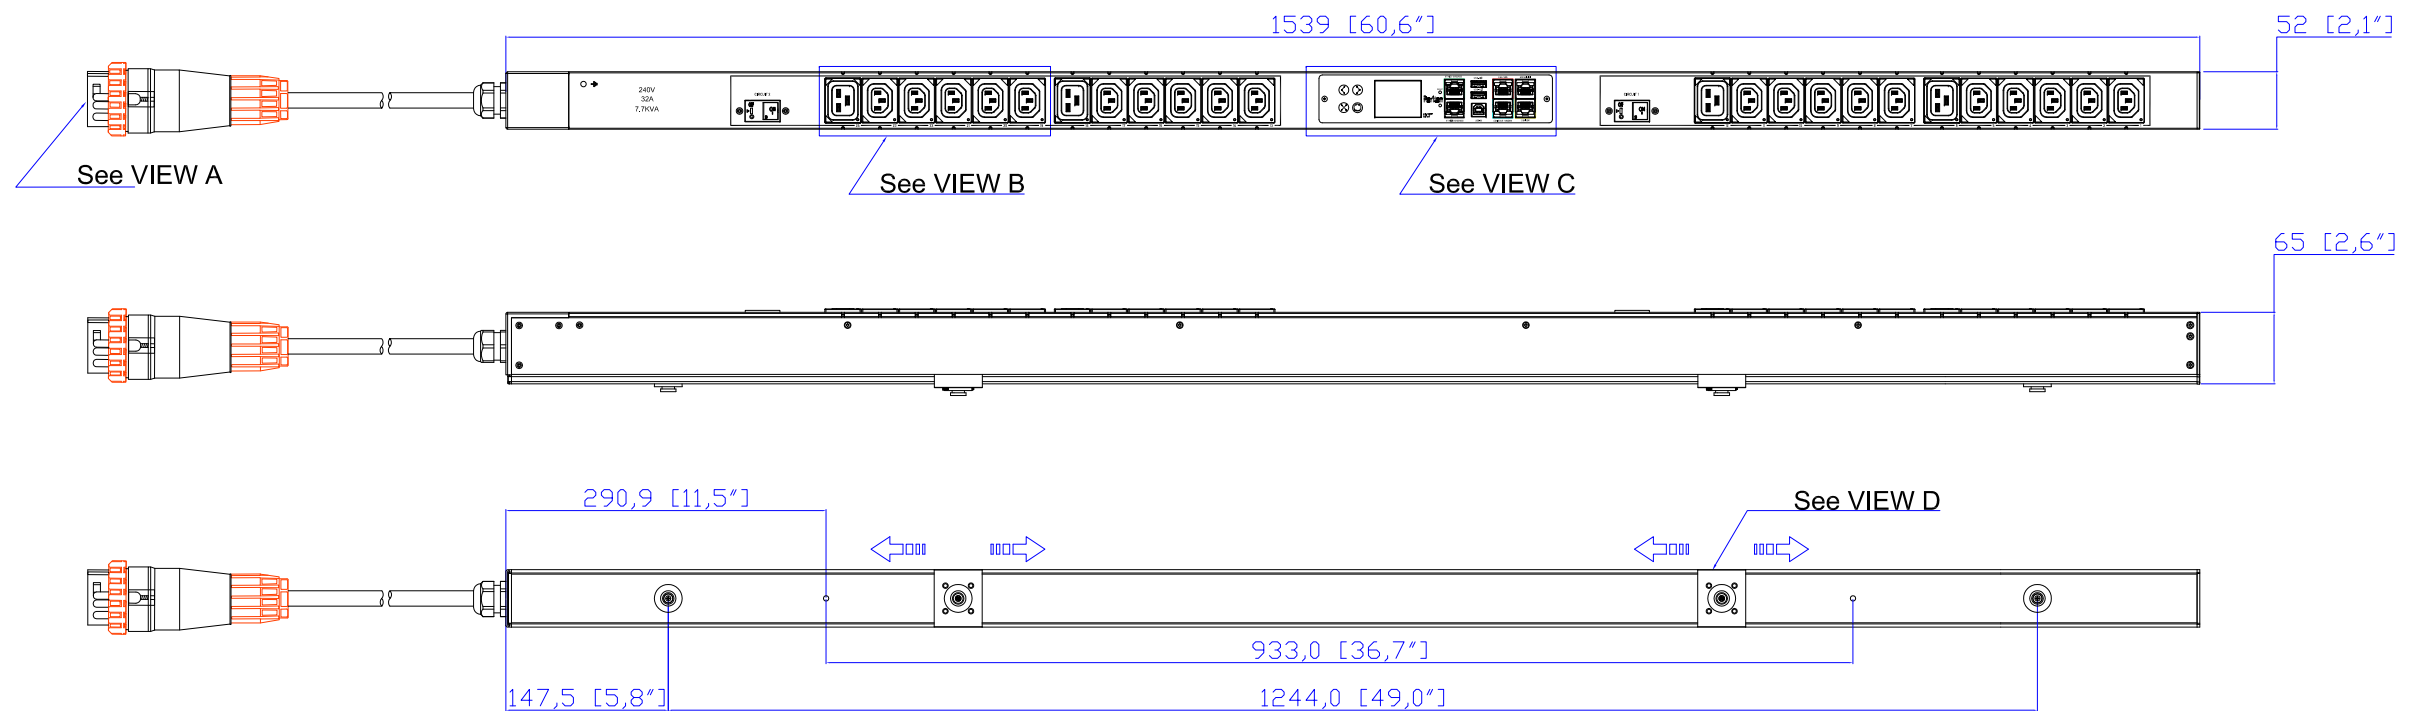 1539 [60,6"]
52 [2,1"]
240V
32A
7,7KVA
See VIEW A
See VIEW B
See VIEW C
65 [2,6"]
290,9 [11,5"]
See VIEW D
933,0 [36,7"]
147,5 [5,8"]
1244,0 [49,0"]